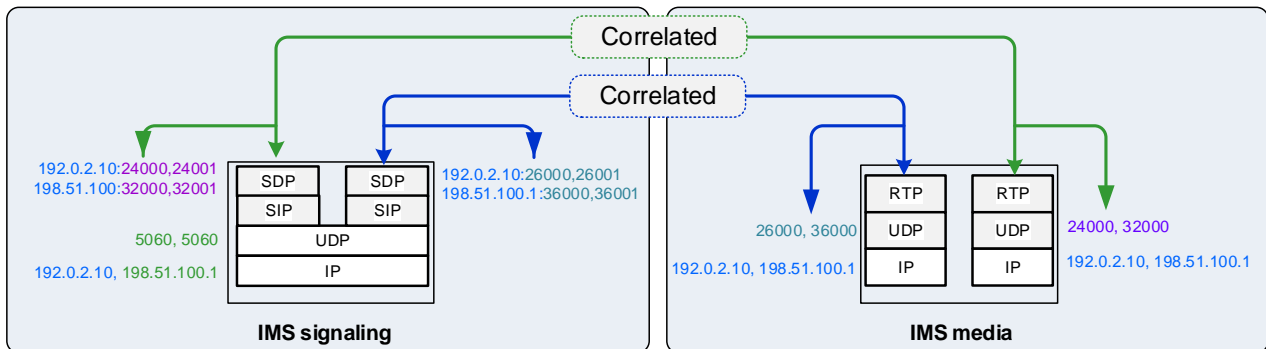 Correlated
Correlated
192.0.2.10:24000,24001
198.51.100:32000,32001
192.0.2.10:26000,26001
198.51.100.1:36000,36001
SDP
SDP
SIP
SIP
5060, 5060
UDP
192.0.2.10, 198.51.100.1
IP
IMS signaling
RTP
RTP
26000, 36000
UDP
UDP
24000, 32000
192.0.2.10, 198.51.100.1
IP
IP
192.0.2.10, 198.51.100.1
IMS media